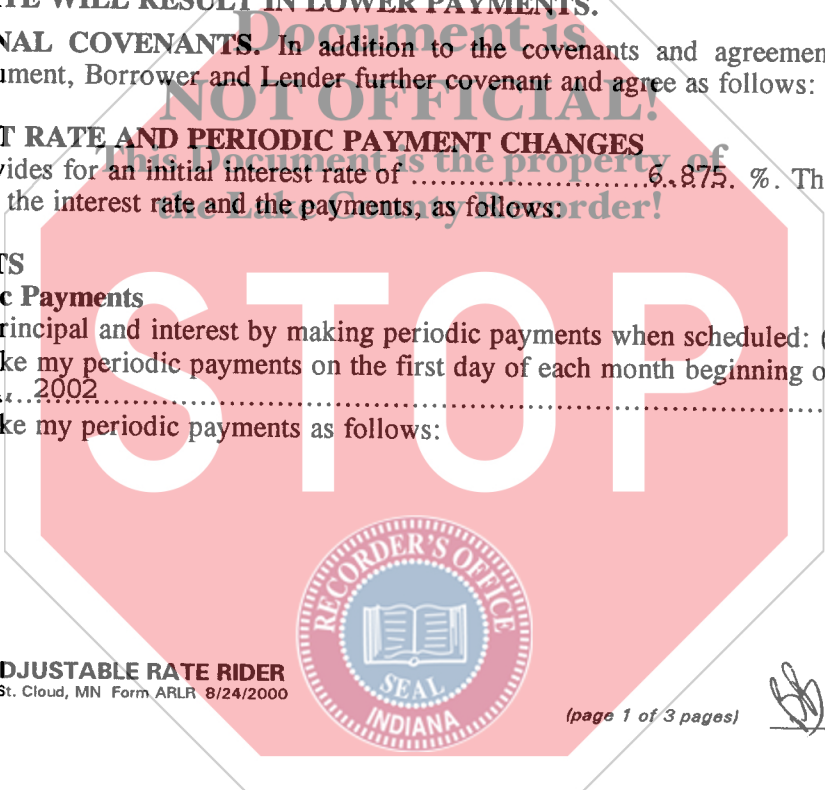 WILL RESULT IN LOWER PAYMENTS.
Document is
NAL COVENANTS. In addition to the covenants and agreemen
ument, Borrower and Lender further covenant and agree as follows:
NOT OFFICIAL!
T RATE AND PERIODIC PAYMENT CHANGES
This Document is the property of
vides for an initial interest rate of ..............................6.875. %. Th
the interest rate and the payments, as follows:
the Lake County Recorder!
TS
c Payments
rincipal and interest by making periodic payments when scheduled: (
ke my periodic payments on the first day of each month beginning o
., 2002 ..............................................................................
ke my periodic payments as follows:
STOP
RECORDER'S OFFICE
SEAL
INDIANA
DJUSTABLE RATE RIDER
St. Cloud, MN Form ARLR 8/24/2000
(page 1 of 3 pages)